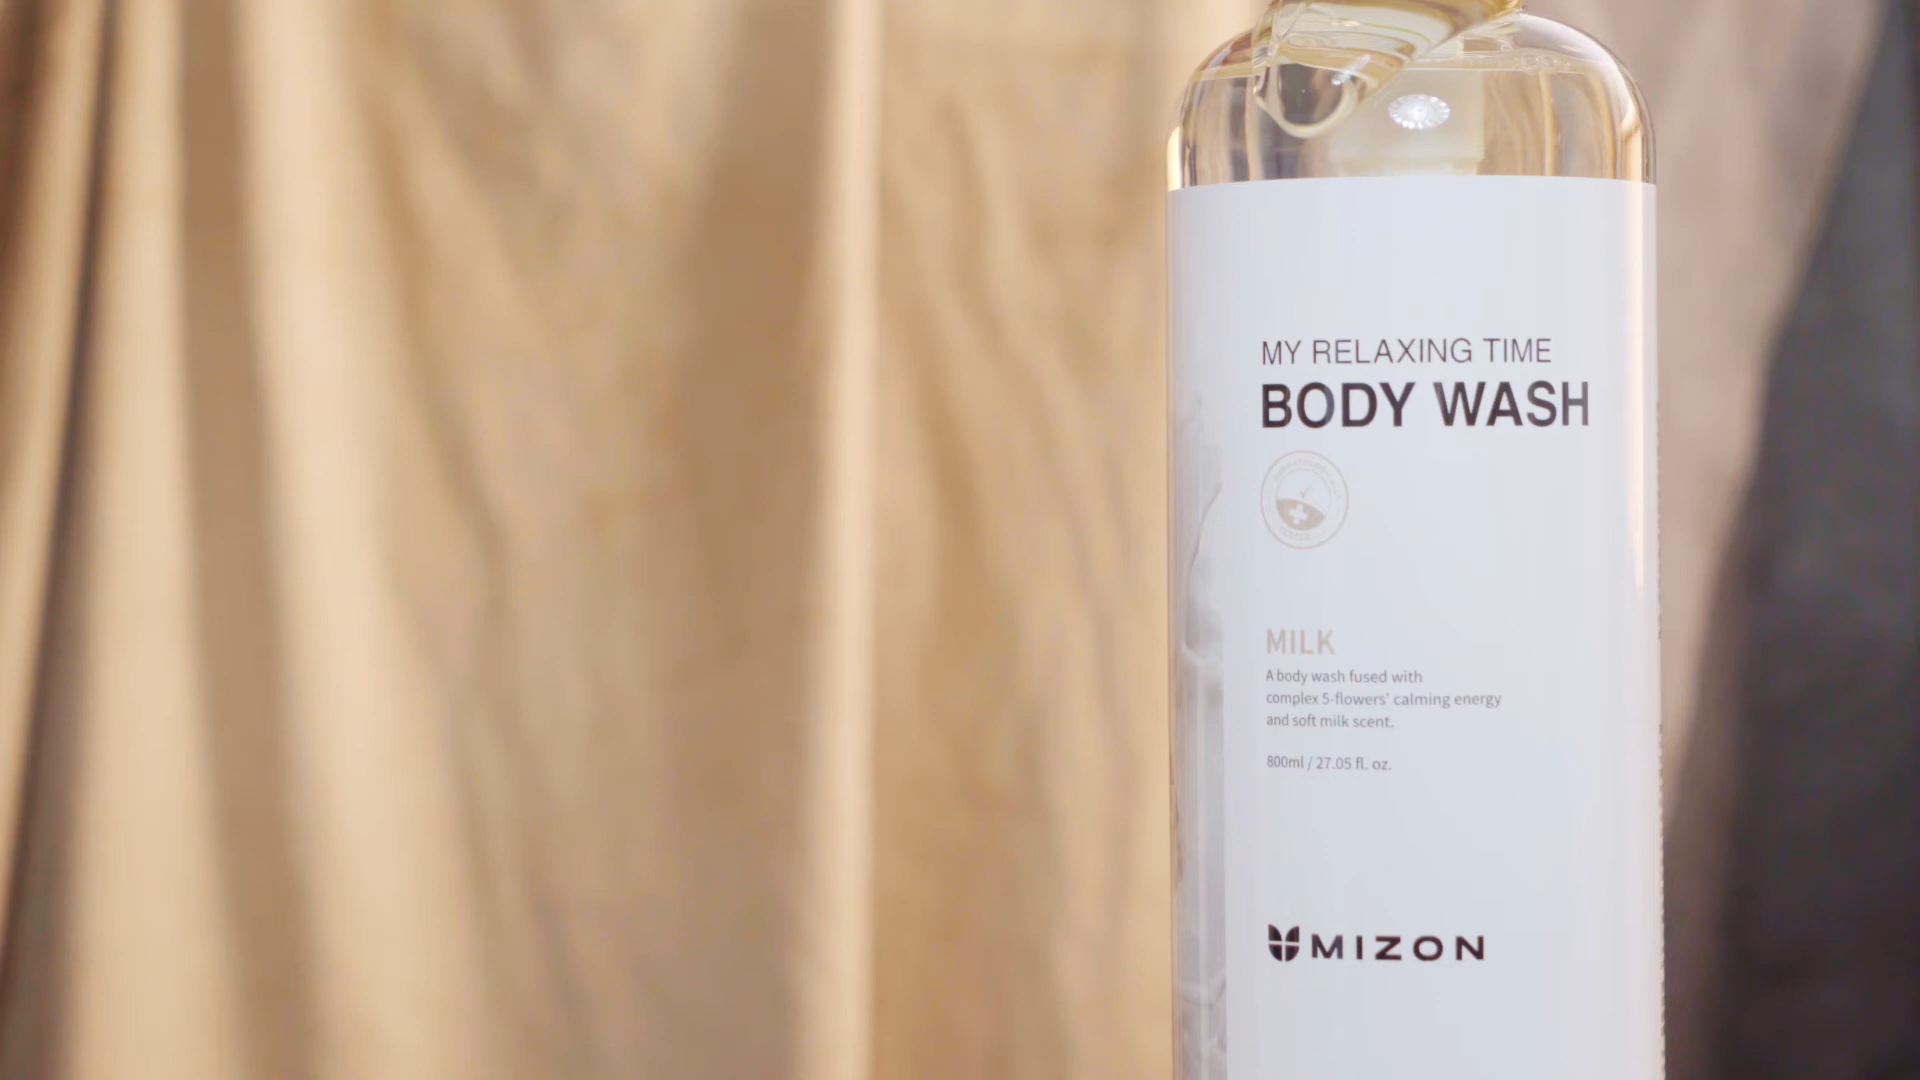 MY RELAXING TIME
BODY WASH
MILK
A body wash fused with
complex 5-flowers' calming energy
and soft milk scent.
800ml / 27.05 fl. oz.
MIZON